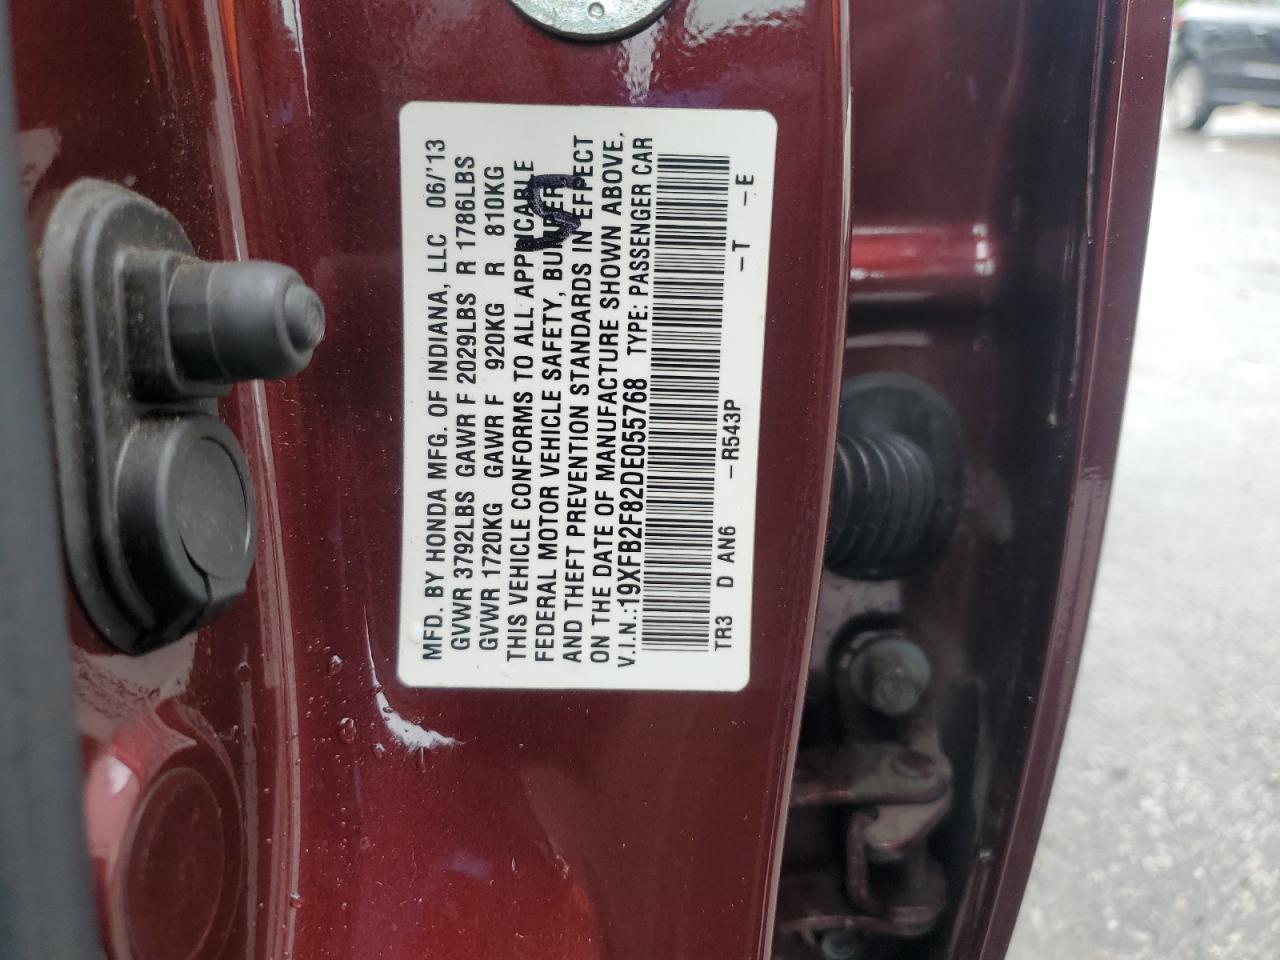 MFD. BY HONDA MFG. OF INDIANA, LLC 06/'13
GVWR 3792LBS GAWR F 2029LBS R 1786LBS
GVWR 1720KG GAWR F 920KG R 810KG
THIS VEHICLE CONFORMS TO ALL APPLICABLE
FEDERAL MOTOR VEHICLE SAFETY, BUMPER,
AND THEFT PREVENTION STANDARDS IN EFFECT
ON THE DATE OF MANUFACTURE SHOWN ABOVE.
V.I.N.:19XFB2F82DE055768 TYPE: PASSENGER CAR
TR3 D AN6 -R543P -T -E